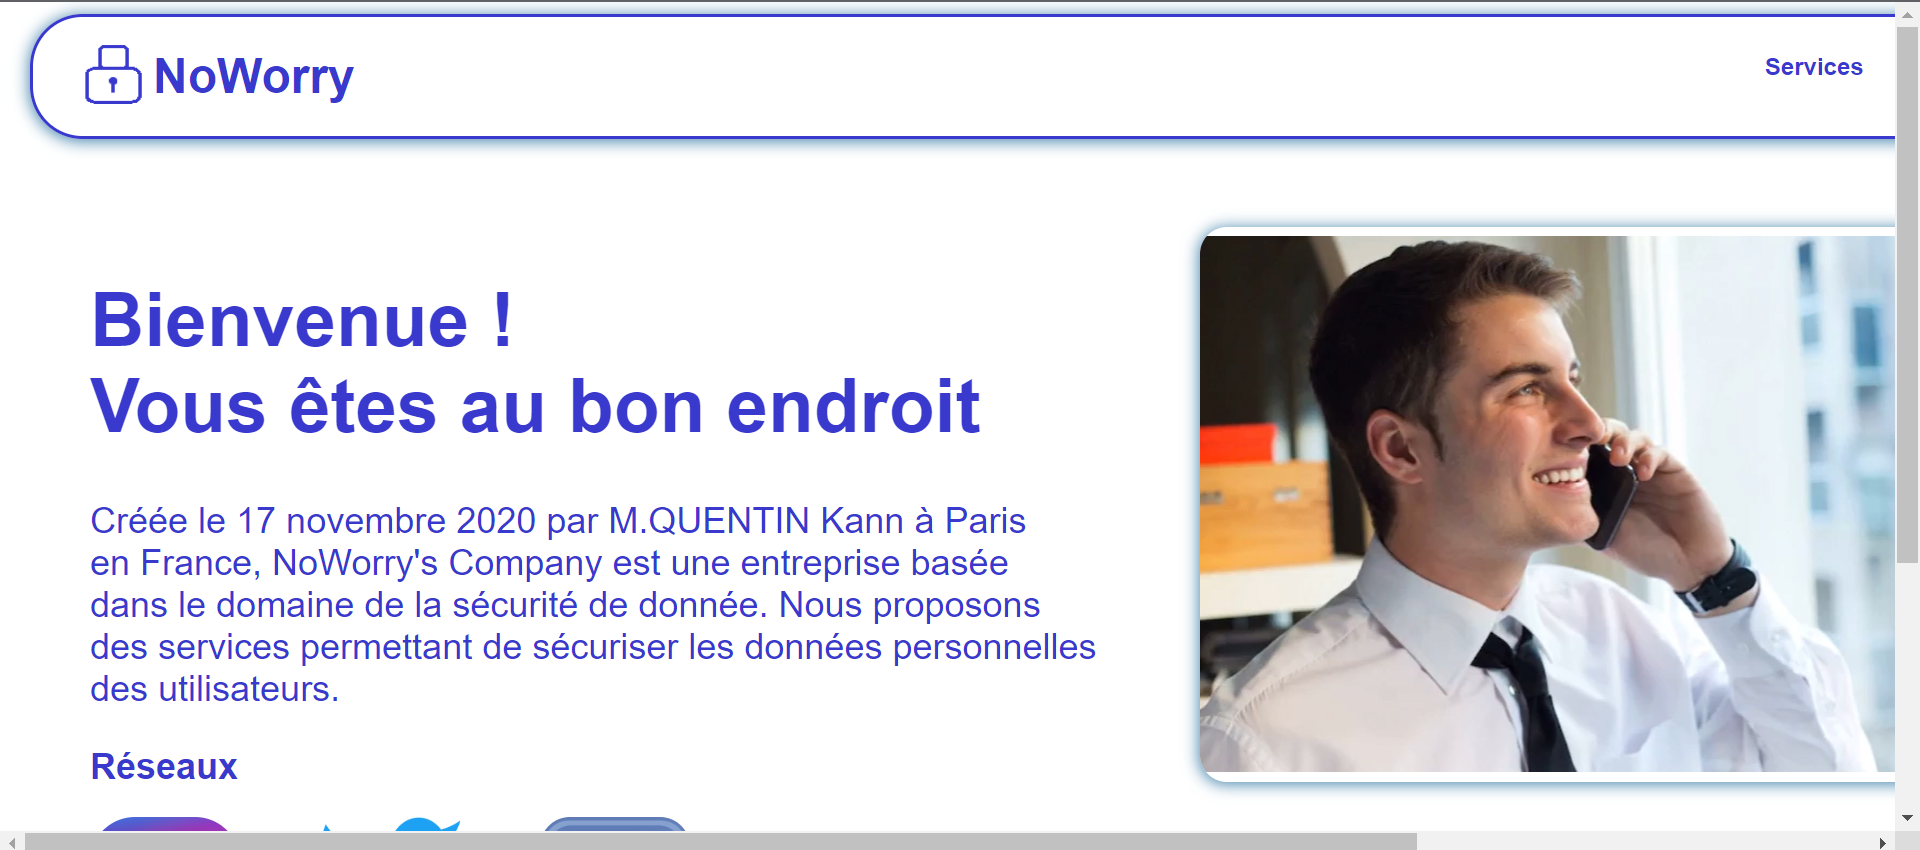 NoWorry
Services
Bienvenue !
Vous êtes au bon endroit
Créée le 17 novembre 2020 par M.QUENTIN Kann à Paris
en France, NoWorry's Company est une entreprise basée
dans le domaine de la sécurité de donnée. Nous proposons
des services permettant de sécuriser les données personnelles
des utilisateurs.
Réseaux